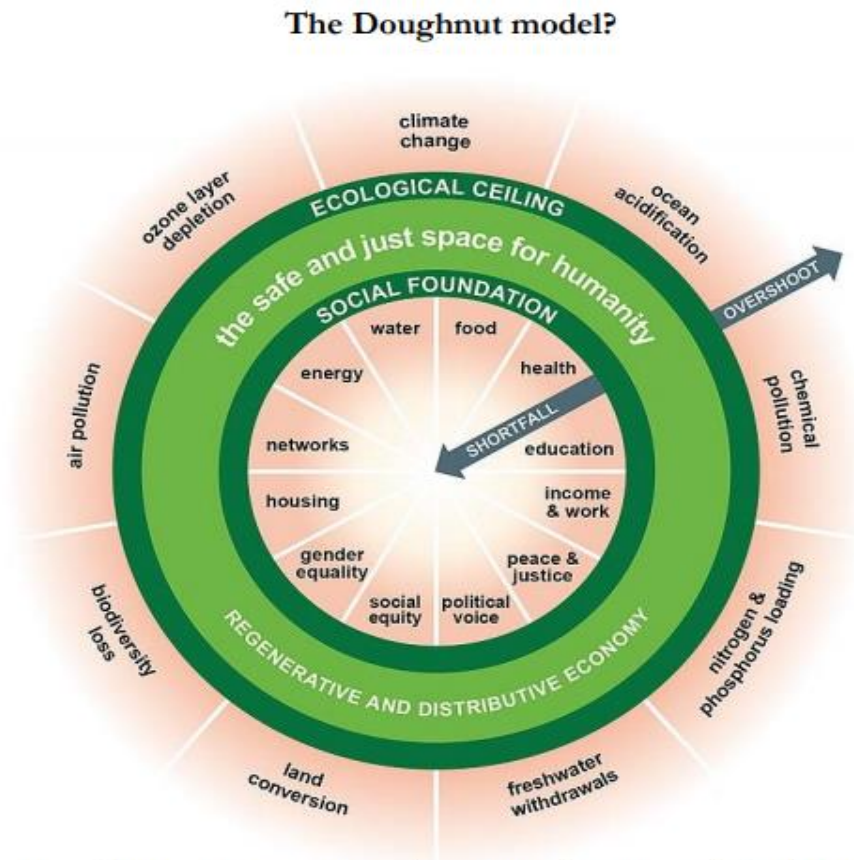 The Doughnut model?
climate
change
ocean
acidification
chemical
pollution
nitrogen &
phosphorus loading
freshwater
withdrawals
land
conversion
biodiversity
loss
air pollution
ozone layer
depletion
OVERSHOOT
ECOLOGICAL CEILING
the safe and just space for humanity
SOCIAL FOUNDATION
water
food
health
SHORTFALL
education
income
& work
peace &
justice
political
voice
social
equity
gender
equality
housing
networks
energy
REGENERATIVE AND DISTRIBUTIVE ECONOMY